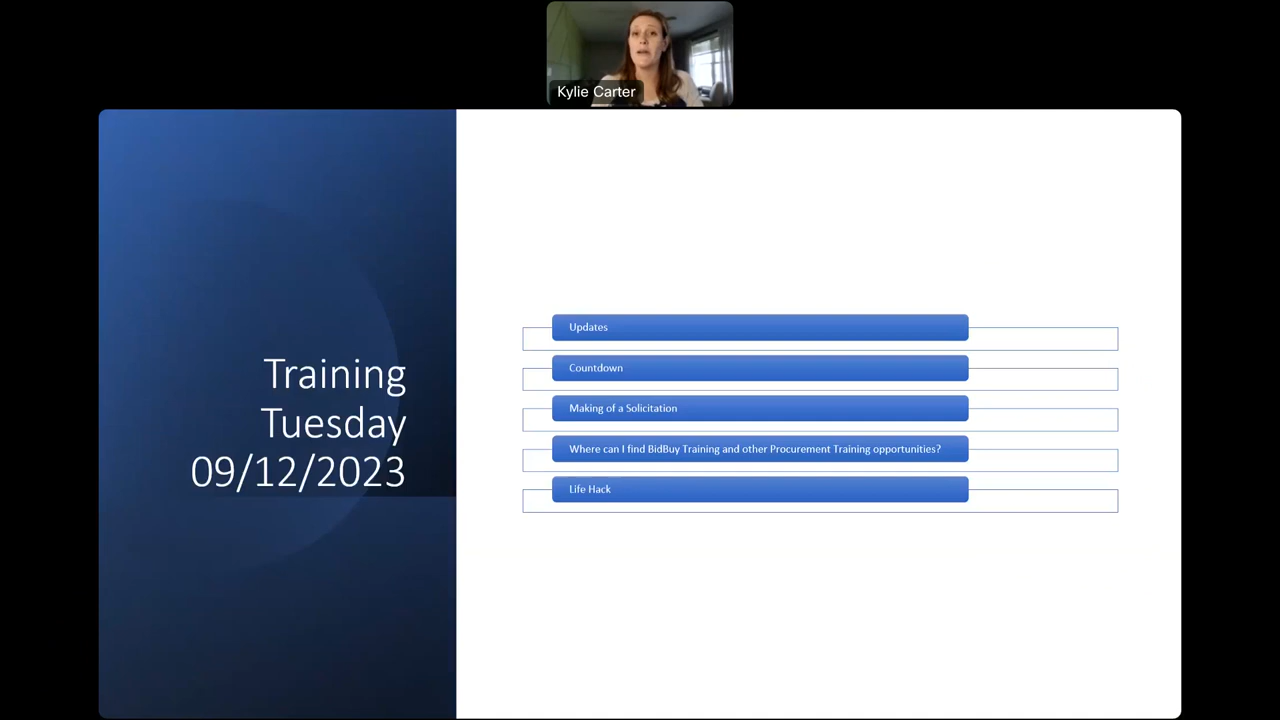 Kylie Carter
Training
Tuesday
09/12/2023
Updates
Countdown
Making of a Solicitation
Where can I find BidBuy Training and other Procurement Training opportunities?
Life Hack